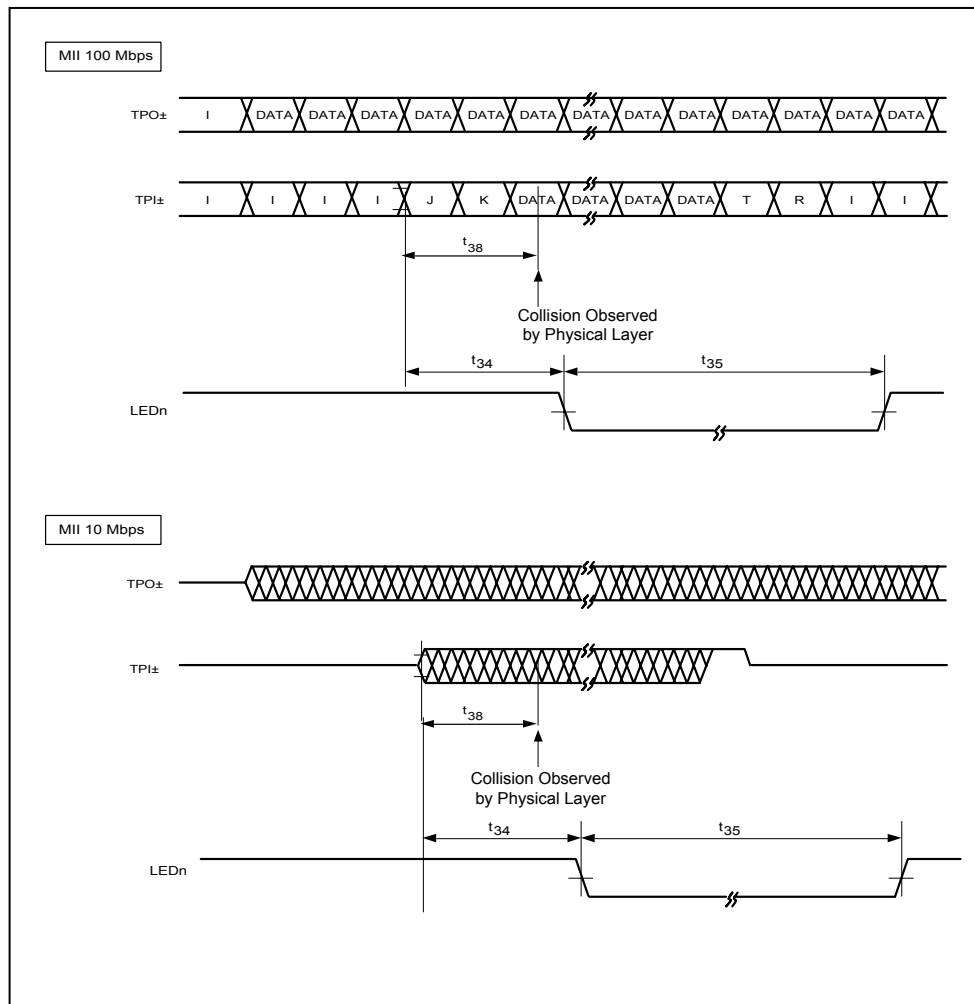 MII 100 Mbps
TPO± I DATA DATA DATA DATA DATA DATA DATA DATA DATA DATA DATA DATA DATA
TPI± I I I I J K DATA DATA DATA DATA T R I I
t38
Collision Observed
by Physical Layer
t34 t35
LEDn
MII 10 Mbps
TPO±
TPI±
t38
Collision Observed
by Physical Layer
t34 t35
LEDn